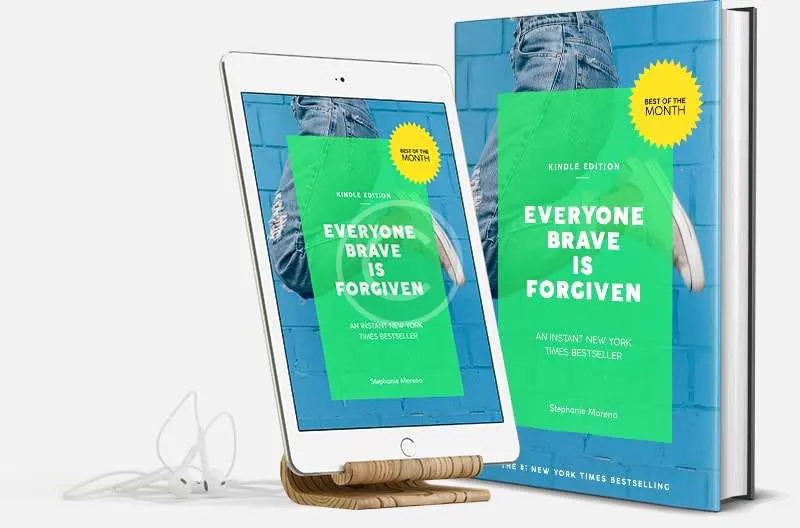 BEST OF THE
MONTH
KINDLE EDITION
EVERYONE
BRAVE
IS
FORGIVEN
AN INSTANT NEW YORK
TIMES BESTSELLER
Stephanie Moreno
BEST OF THE
MONTH
KINDLE EDITION
EVERYONE
BRAVE
IS
FORGIVEN
AN INSTANT NEW YORK
TIMES BESTSELLER
Stephanie Moreno
THE #1 NEW YORK TIMES BESTSELLING
©